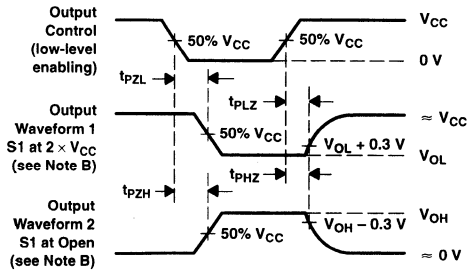 Output
Control
(low-level
enabling)
50% VCC
50% VCC
VCC
0 V
tPZL
tPLZ
Output
Waveform 1
S1 at 2 × VCC
(see Note B)
50% VCC
VOL + 0.3 V
≈ VCC
VOL
tPZH
tPHZ
Output
Waveform 2
S1 at Open
(see Note B)
50% VCC
VOH − 0.3 V
VOH
≈ 0 V